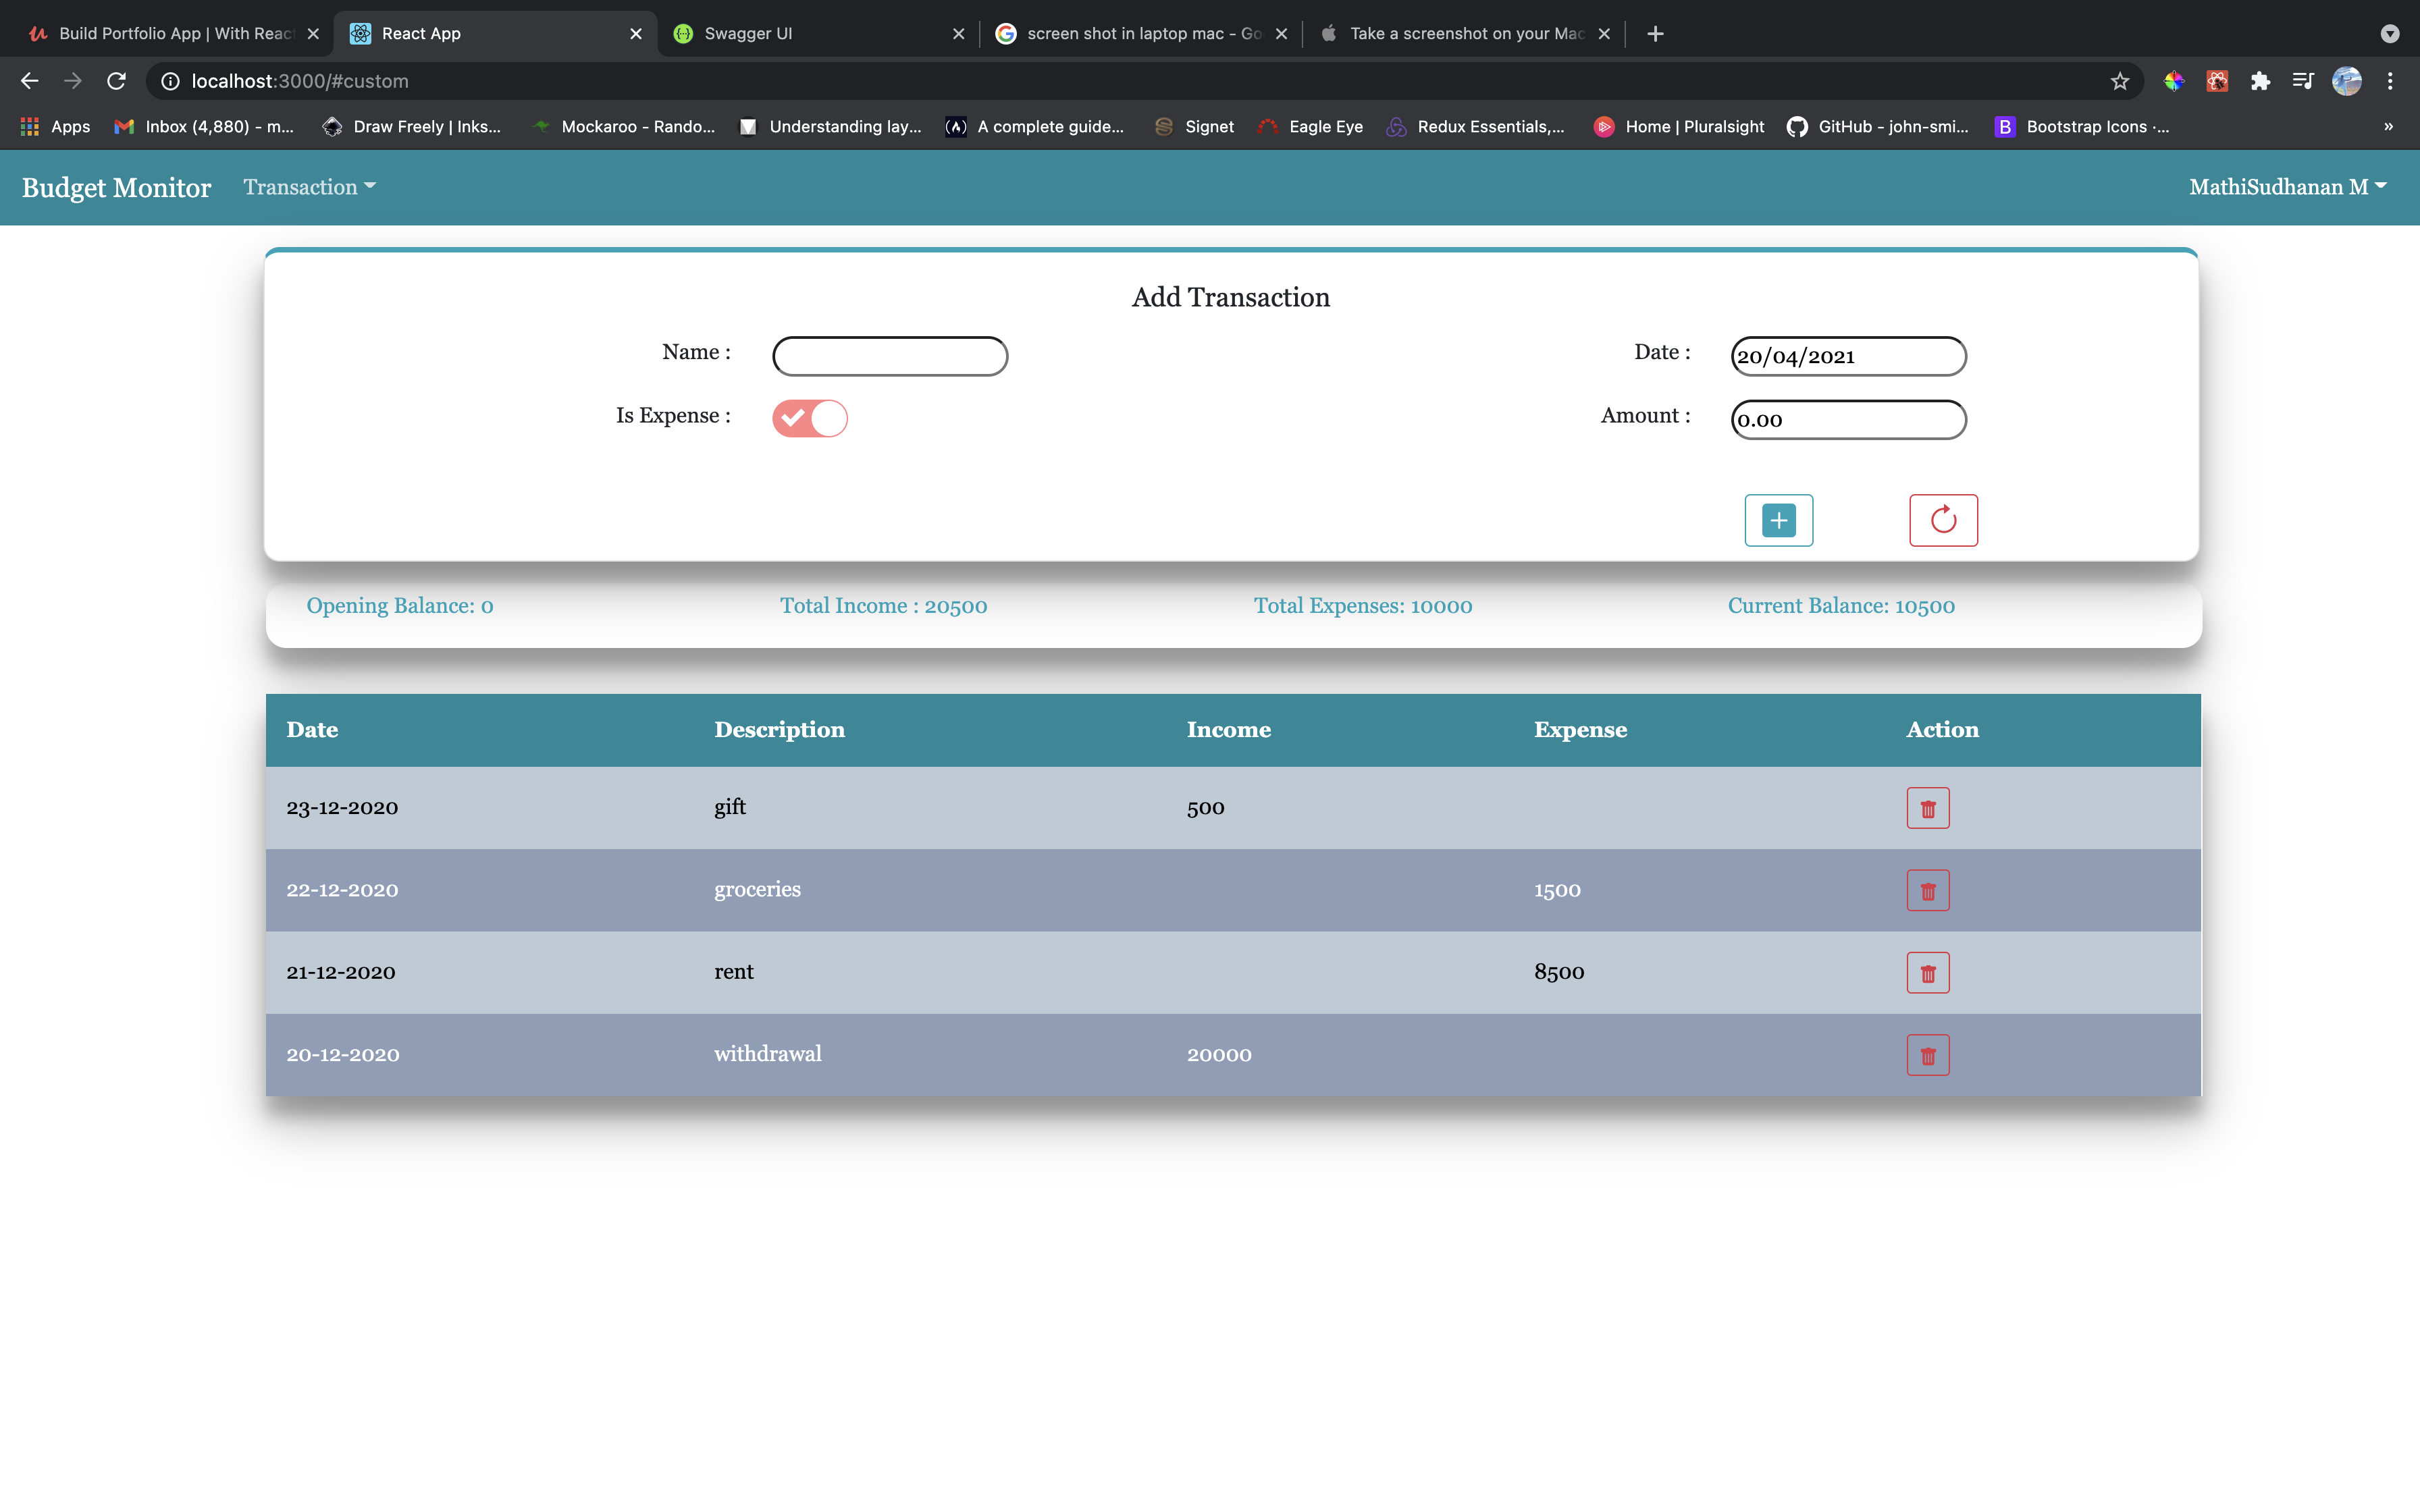 Build Portfolio App | With Reac
React App
Swagger UI
screen shot in laptop mac - Go
Take a screenshot on your Mac
localhost:3000/#custom
Apps
Inbox (4,880) - m...
Draw Freely | Inks...
Mockaroo - Rando...
Understanding lay...
A complete guide...
Signet
Eagle Eye
Redux Essentials,...
Home | Pluralsight
GitHub - john-smi...
B
Bootstrap Icons ·...
»
Budget Monitor
Transaction
MathiSudhanan M
Add Transaction
Name :
Date :
20/04/2021
Is Expense :
Amount :
0.00
Opening Balance: 0
Total Income : 20500
Total Expenses: 10000
Current Balance: 10500
Date Description Income Expense Action
23-12-2020 gift 500
22-12-2020 groceries 1500
21-12-2020 rent 8500
20-12-2020 withdrawal 20000